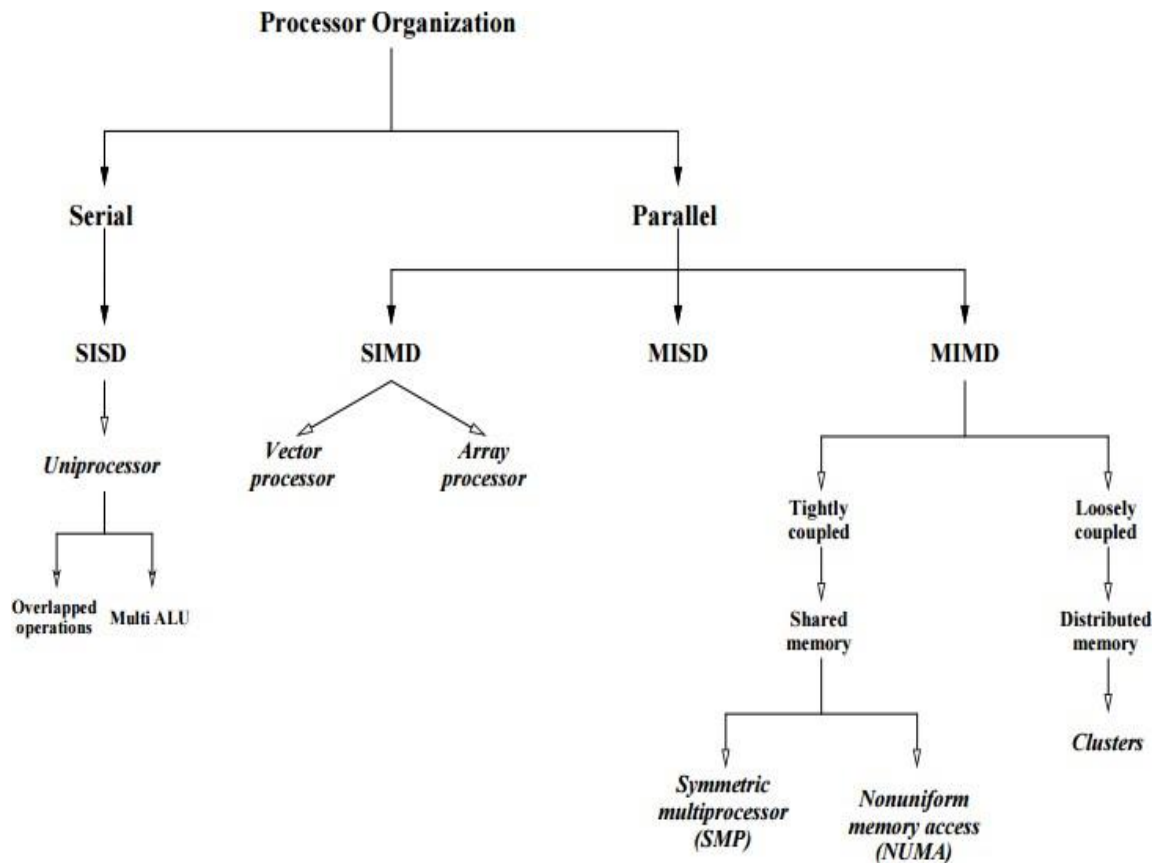 Processor Organization
Serial
Parallel
SISD
SIMD
MISD
MIMD
Uniprocessor
Vector
processor
Array
processor
Tightly
coupled
Loosely
coupled
Overlapped
operations
Multi ALU
Shared
memory
Distributed
memory
Clusters
Symmetric
multiprocessor
(SMP)
Nonuniform
memory access
(NUMA)